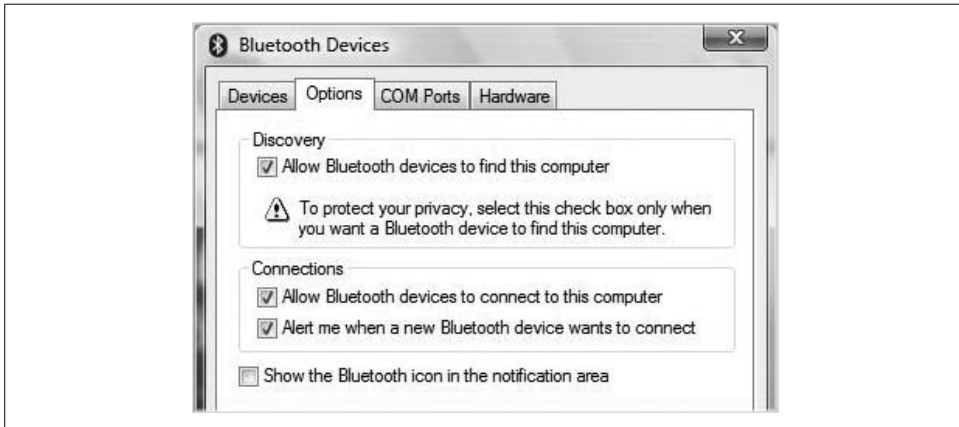 Bluetooth Devices
Devices Options COM Ports Hardware
Discovery
Allow Bluetooth devices to find this computer
To protect your privacy, select this check box only when
you want a Bluetooth device to find this computer.
Connections
Allow Bluetooth devices to connect to this computer
Alert me when a new Bluetooth device wants to connect
Show the Bluetooth icon in the notification area